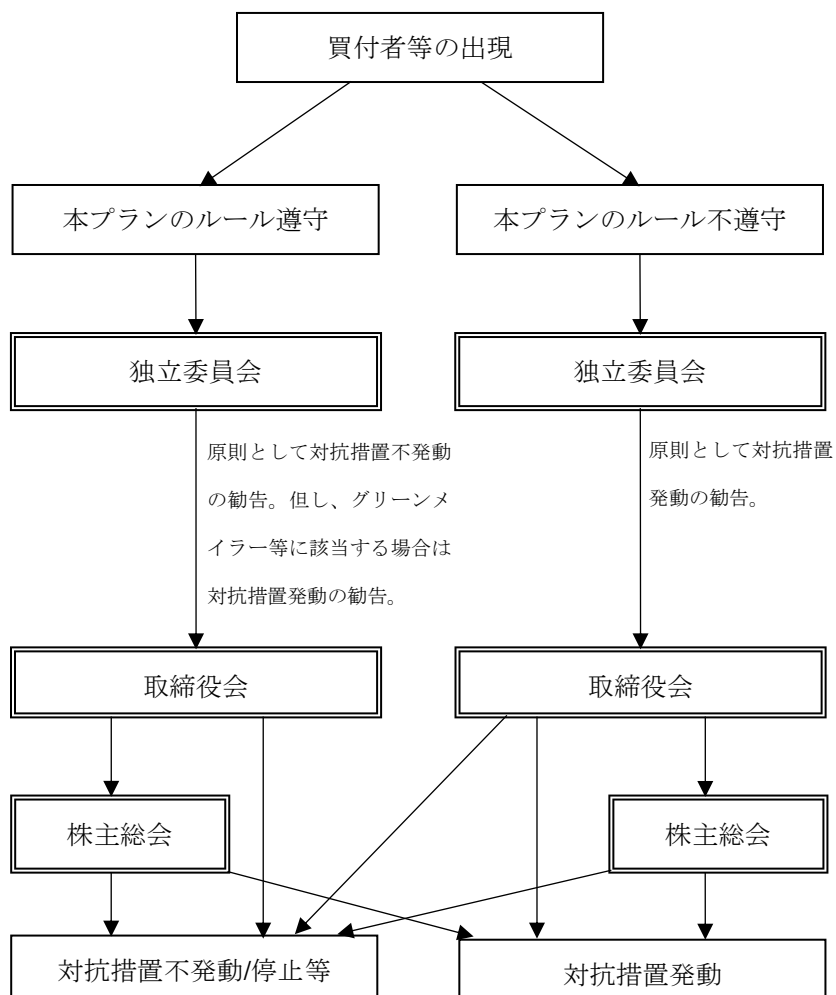 買付者等の出現
本プランのルール遵守
本プランのルール不遵守
独立委員会
独立委員会
原則として対抗措置不発動
の勧告。但し、グリーンメ
イラー等に該当する場合は
対抗措置発動の勧告。
原則として対抗措置
発動の勧告。
取締役会
取締役会
株主総会
株主総会
対抗措置不発動/停止等
対抗措置発動